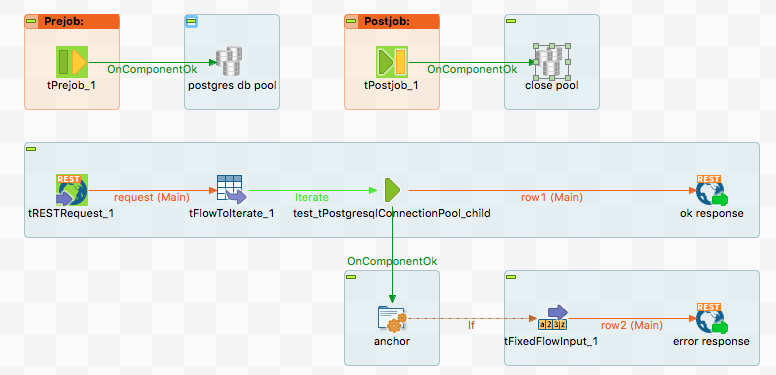 Prejob:
Postjob:
OnComponentOk
OnComponentOk
tPrejob_1
postgres db pool
tPostjob_1
close pool
REST
REST
request (Main)
Iterate
row1 (Main)
tRESTRequest_1
tFlowToIterate_1
test_tPostgresqlConnectionPool_child
ok response
OnComponentOk
REST
a232
If
row2 (Main)
anchor
tFixedFlowInput_1
error response